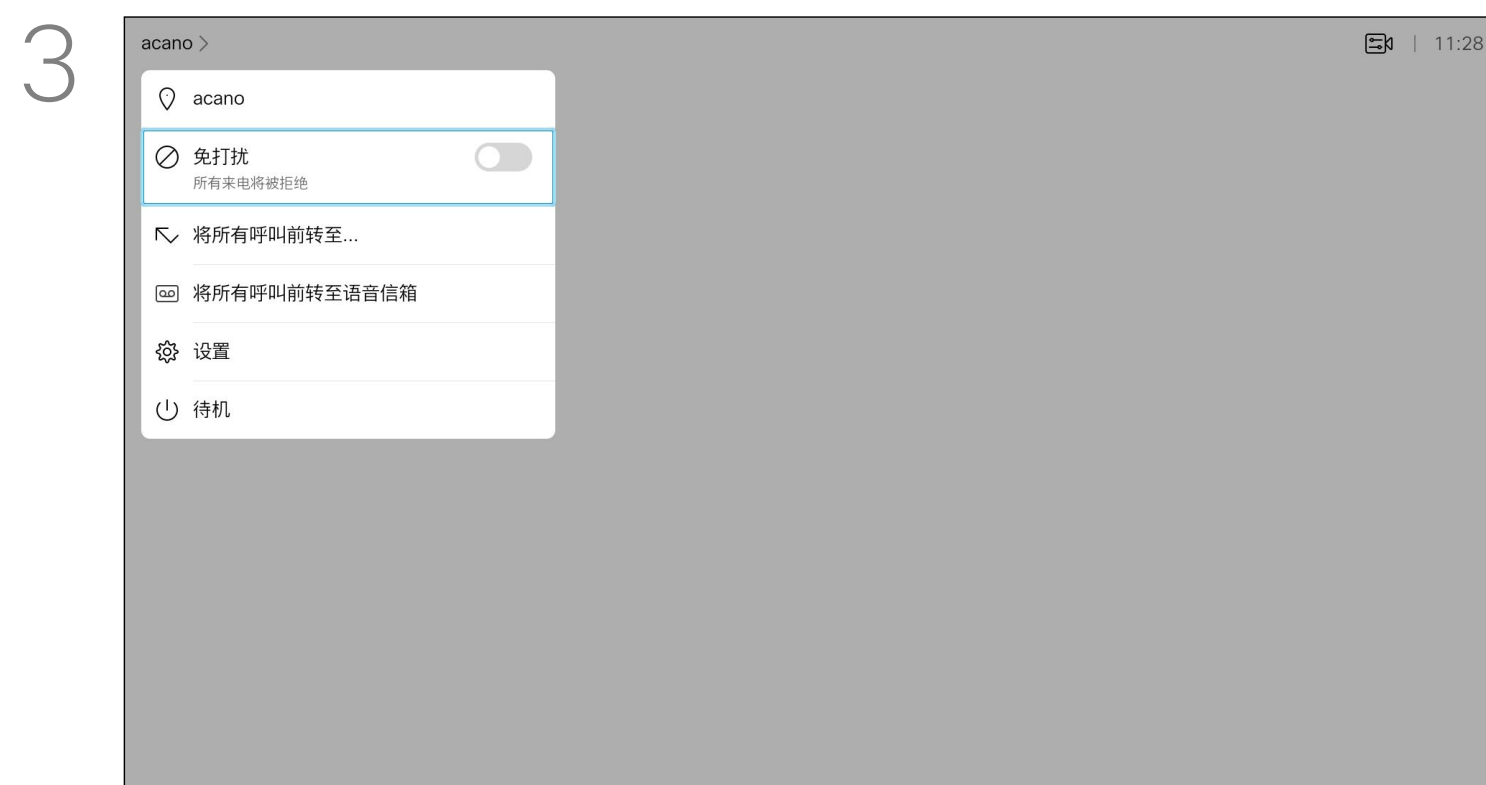 3
acano >
11:28
acano
免打扰
所有来电将被拒绝
将所有呼叫前转至...
将所有呼叫前转至语音信箱
设置
待机